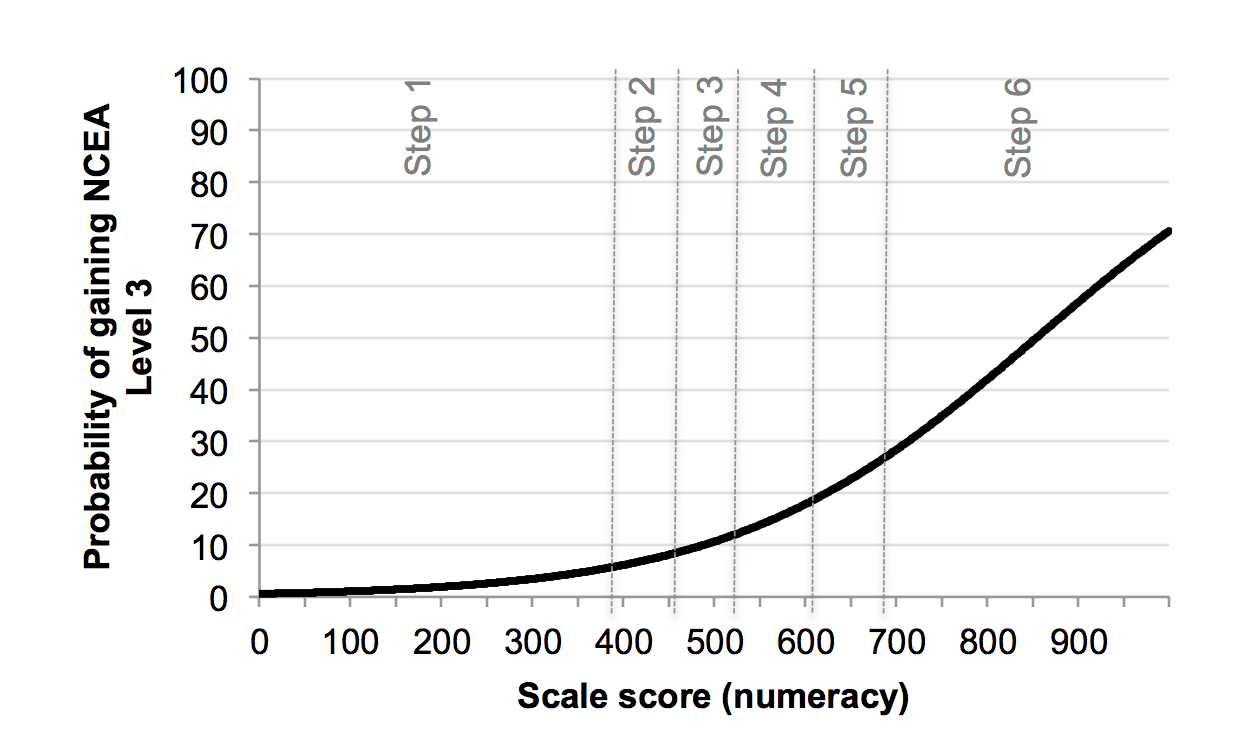 Probability of gaining NCEA
Level 3
100
90
80
70
60
50
40
30
20
10
0
Step 1
Step 2
Step 3
Step 4
Step 5
Step 6
0 100 200 300 400 500 600 700 800 900
Scale score (numeracy)